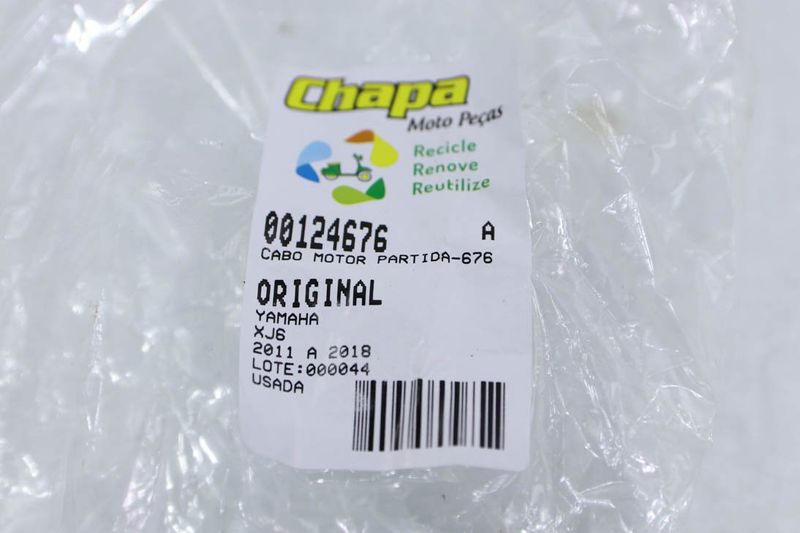 Chapa
Moto Peças
Recicle
Renove
Reutilize
00124676 A
CABO MOTOR PARTIDA-676
ORIGINAL
YAMAHA
XJ6
2011 A 2018
LOTE:000044
USADA